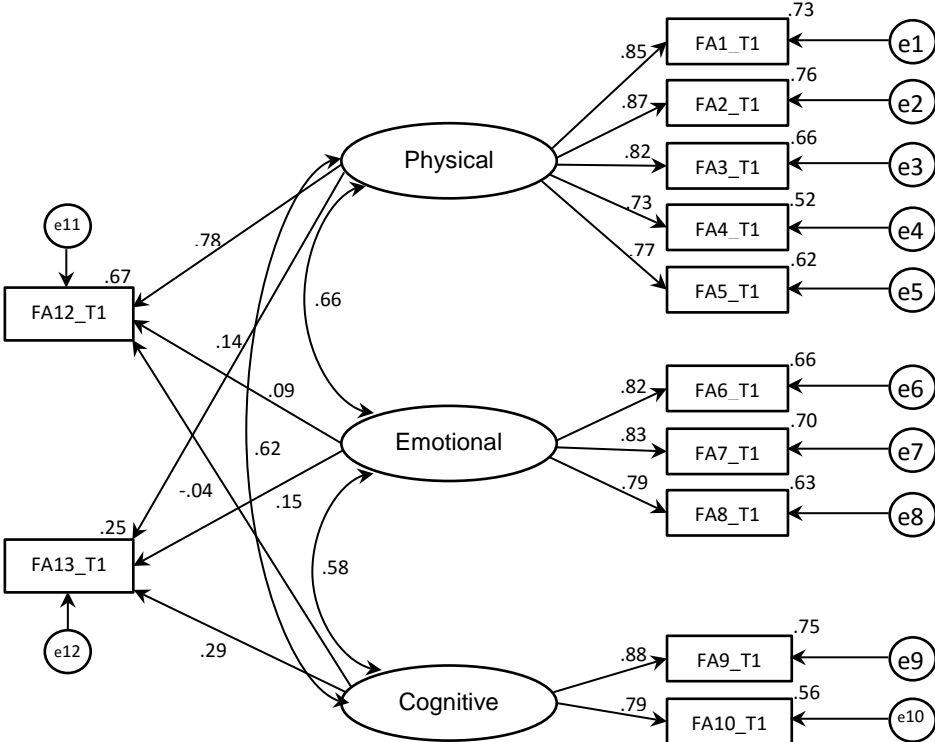 .73
FA1_T1
e1
.85
.76
FA2_T1
e2
.87
.66
Physical
.82
FA3_T1
e3
.73
.52
FA4_T1
e4
e11
.78
.77
.62
.67
FA5_T1
e5
FA12_T1
.66
.14
.09
.66
.82
FA6_T1
e6
Emotional
.62
.83
.70
FA7_T1
e7
-.04
.15
.79
.63
FA8_T1
e8
.25
FA13_T1
.58
e12
.29
.75
.88
FA9_T1
e9
Cognitive
.79
.56
FA10_T1
e10